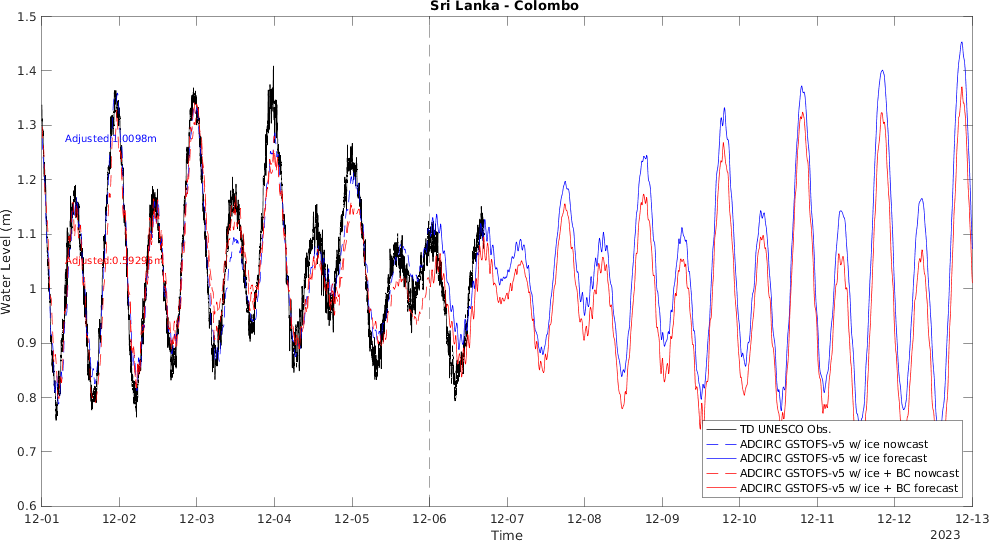 Sri Lanka - Colombo
1.5
1.4
1.3
1.2
1.1
1
0.9
0.8
0.7
0.6
Water Level (m)
Adjusted:1.0098m
Adjusted:0.59295m
TD UNESCO Obs.
ADCIRC GSTOFS-v5 w/ ice nowcast
ADCIRC GSTOFS-v5 w/ ice forecast
ADCIRC GSTOFS-v5 w/ ice + BC nowcast
ADCIRC GSTOFS-v5 w/ ice + BC forecast
12-01 12-02 12-03 12-04 12-05 12-06 12-07 12-08 12-09 12-10 12-11 12-12 12-13
Time
2023